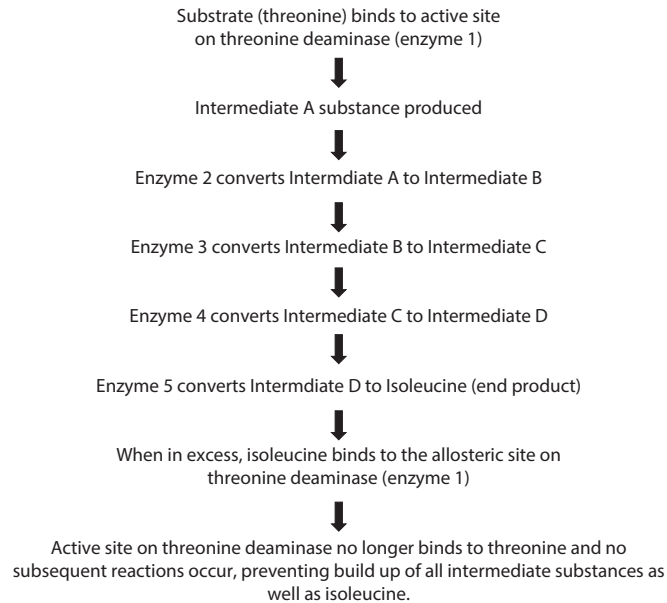 Substrate (threonine) binds to active site
on threonine deaminase (enzyme 1)
Intermediate A substance produced
Enzyme 2 converts Intermdiate A to Intermediate B
Enzyme 3 converts Intermediate B to Intermediate C
Enzyme 4 converts Intermediate C to Intermediate D
Enzyme 5 converts Intermdiate D to Isoleucine (end product)
When in excess, isoleucine binds to the allosteric site on
threonine deaminase (enzyme 1)
Active site on threonine deaminase no longer binds to threonine and no
subsequent reactions occur, preventing build up of all intermediate substances as
well as isoleucine.